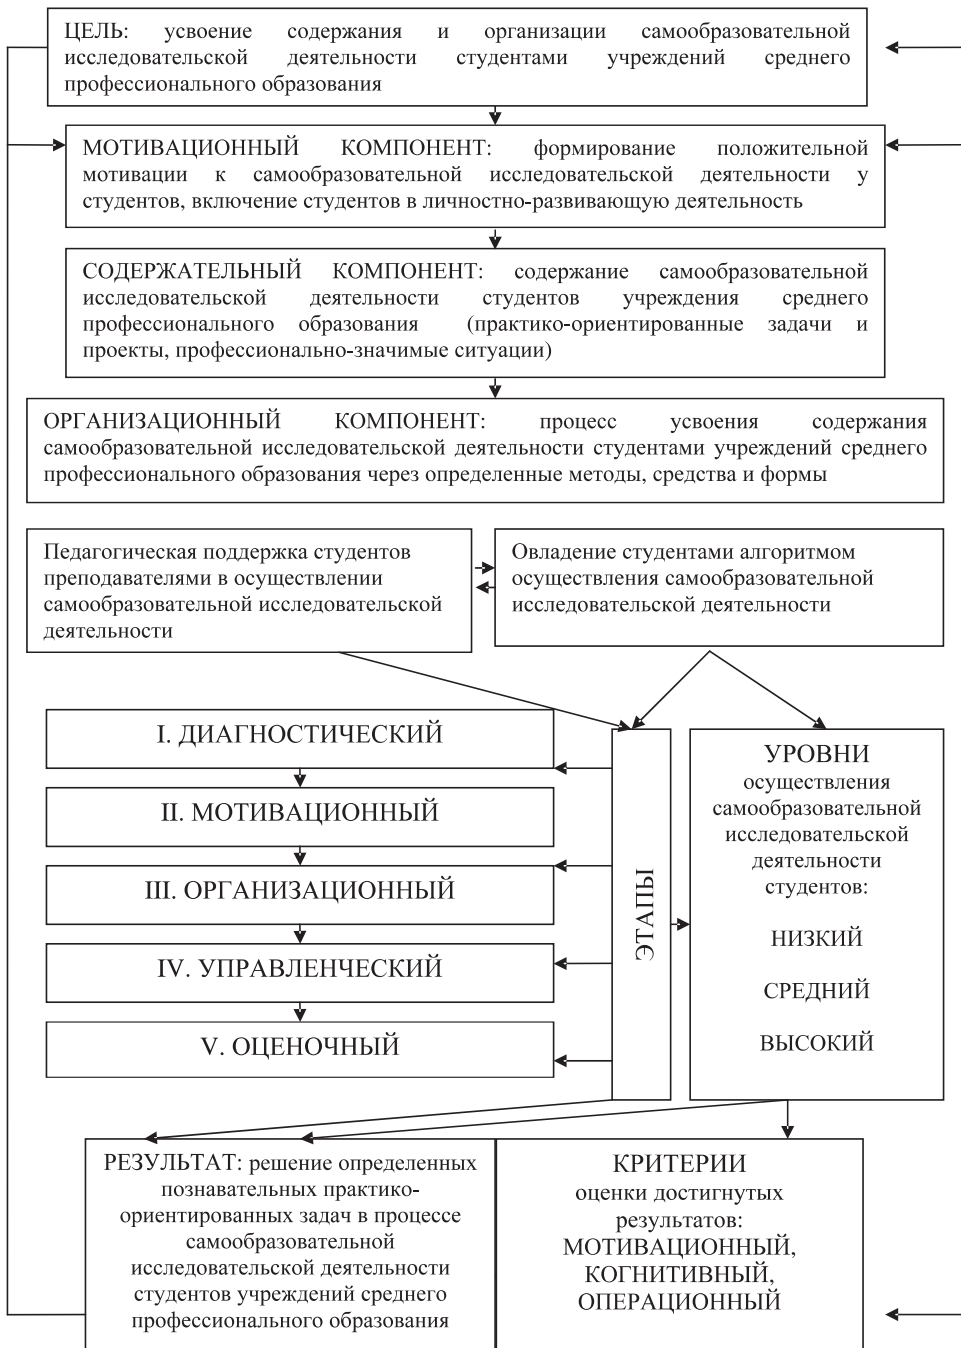 ЦЕЛЬ: усвоение содержания и организации самообразовательной
исследовательской деятельности студентами учреждений среднего
профессионального образования
МОТИВАЦИОННЫЙ КОМПОНЕНТ: формирование положительной
мотивации к самообразовательной исследовательской деятельности у
студентов, включение студентов в личностно-развивающую деятельность
СОДЕРЖАТЕЛЬНЫЙ КОМПОНЕНТ: содержание самообразовательной
исследовательской деятельности студентов учреждения среднего
профессионального образования (практико-ориентированные задачи и
проекты, профессионально-значимые ситуации)
ОРГАНИЗАЦИОННЫЙ КОМПОНЕНТ: процесс усвоения содержания
самообразовательной исследовательской деятельности студентами учреждений среднего
профессионального образования через определенные методы, средства и формы
Педагогическая поддержка студентов
преподавателями в осуществлении
самообразовательной исследовательской
деятельности
Овладение студентами алгоритмом
осуществления самообразовательной
исследовательской деятельности
I. ДИАГНОСТИЧЕСКИЙ
II. МОТИВАЦИОННЫЙ
III. ОРГАНИЗАЦИОННЫЙ
IV. УПРАВЛЕНЧЕСКИЙ
V. ОЦЕНОЧНЫЙ
ЭТАПЫ
УРОВНИ
осуществления
самообразовательной
исследовательской
деятельности
студентов:
НИЗКИЙ
СРЕДНИЙ
ВЫСОКИЙ
РЕЗУЛЬТАТ: решение определенных
познавательных практико-
ориентированных задач в процессе
самообразовательной
исследовательской деятельности
студентов учреждений среднего
профессионального образования
КРИТЕРИИ
оценки достигнутых
результатов:
МОТИВАЦИОННЫЙ,
КОГНИТИВНЫЙ,
ОПЕРАЦИОННЫЙ